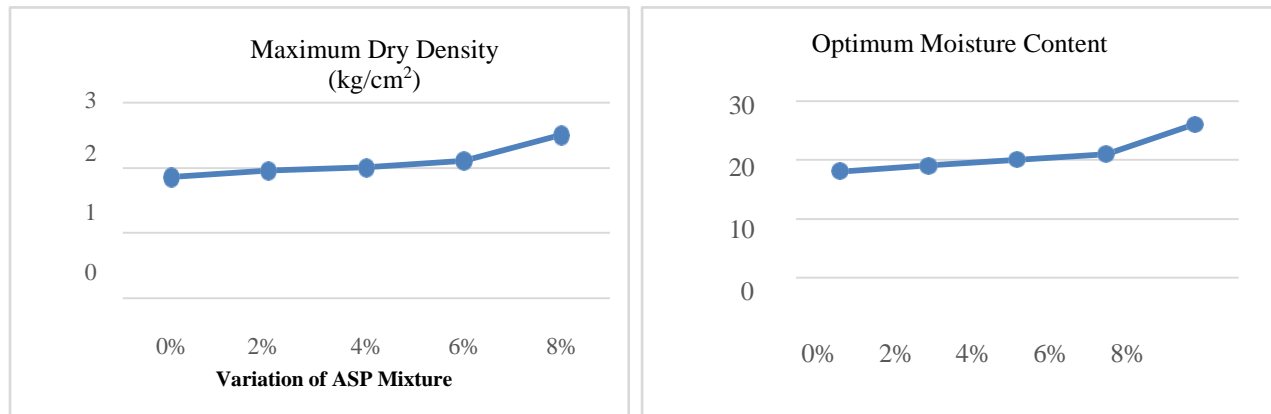 Maximum Dry Density
(kg/cm²)
3
2
1
0
0% 2% 4% 6% 8%
Variation of ASP Mixture
Optimum Moisture Content
30
20
10
0
0% 2% 4% 6% 8%